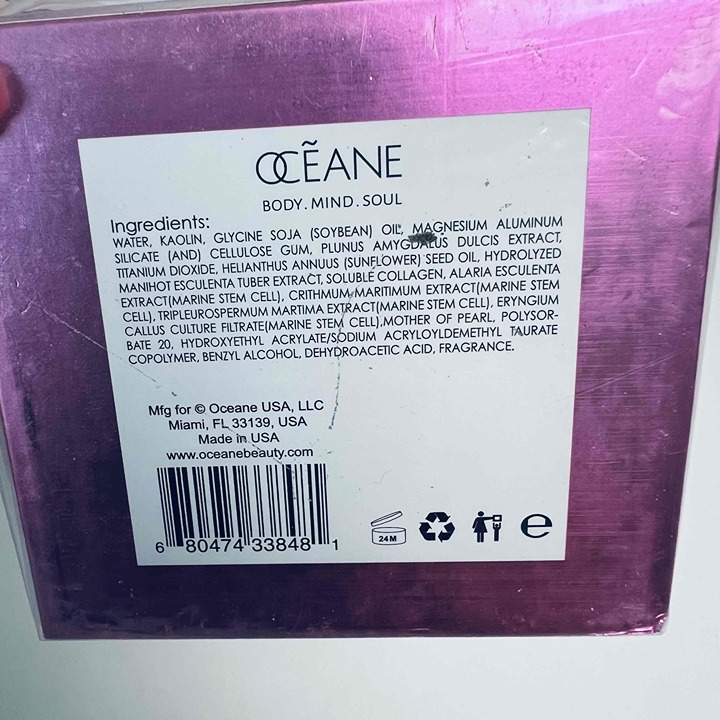 OCẼANE
BODY.MIND.SOUL
Ingredients:
WATER, KAOLIN, GLYCINE SOJA (SOYBEAN) OIL, MAGNESIUM ALUMINUM
SILICATE (AND) CELLULOSE GUM, PLUNUS AMYGDALUS DULCIS EXTRACT,
TITANIUM DIOXIDE, HELIANTHUS ANNUUS (SUNFLOWER) SEED OIL, HYDROLYZED
MANIHOT ESCULENTA TUBER EXTRACT, SOLUBLE COLLAGEN, ALARIA ESCULENTA
EXTRACT(MARINE STEM CELL), CRITHMUM MARITIMUM EXTRACT(MARINE STEM
CELL), TRIPLEUROSPERMUM MARTIMA EXTRACT(MARINE STEM CELL), ERYNGIUM
CALLUS CULTURE FILTRATE(MARINE STEM CELL),MOTHER OF PEARL, POLYSOR-
BATE 20, HYDROXYETHYL ACRYLATE/SODIUM ACRYLOYLDEMETHYL TAURATE
COPOLYMER, BENZYL ALCOHOL, DEHYDROACETIC ACID, FRAGRANCE.
Mfg for © Oceane USA, LLC
Miami, FL 33139, USA
Made in USA
www.oceanebeauty.com
6 80474 33848 1
24M
e